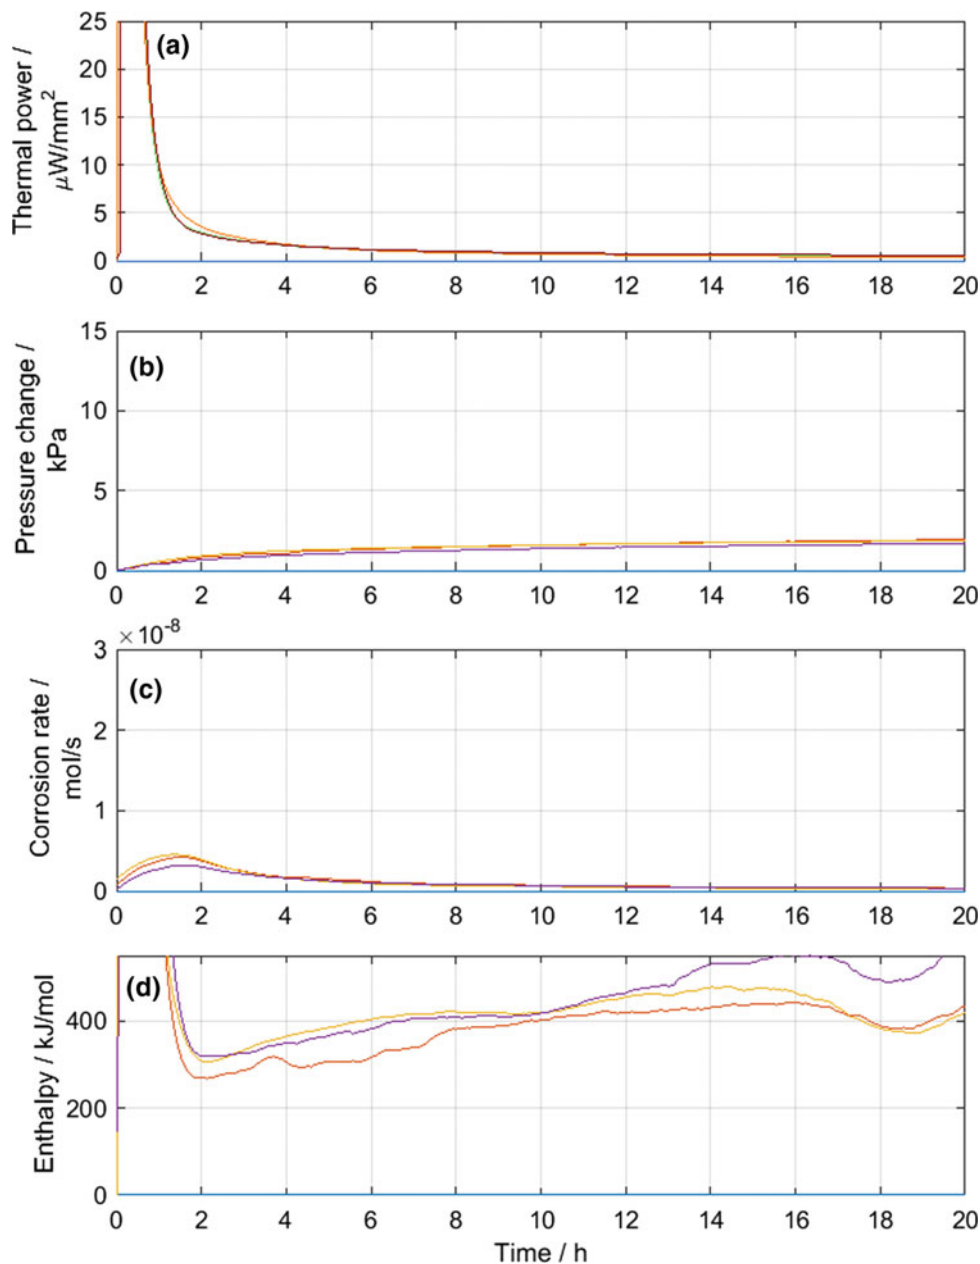 (a)
Thermal power /
μW/mm²
25
20
15
10
5
0
0 2 4 6 8 10 12 14 16 18 20
(b)
Pressure change /
kPa
15
10
5
0
0 2 4 6 8 10 12 14 16 18 20
× 10⁻⁸
(c)
Corrosion rate /
mol/s
3
2
1
0
0 2 4 6 8 10 12 14 16 18 20
(d)
Enthalpy / kJ/mol
400
200
0
0 2 4 6 8 10 12 14 16 18 20
Time / h